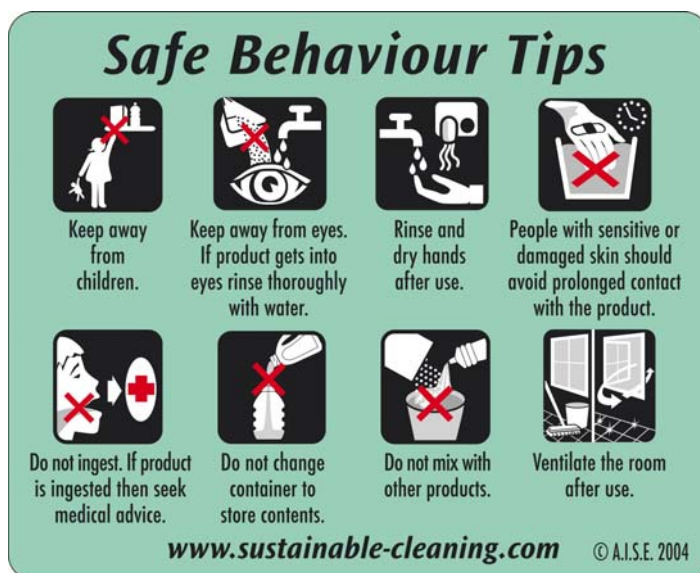 Safe Behaviour Tips
Keep away
from
children.
Keep away from eyes.
If product gets into
eyes rinse thoroughly
with water.
Rinse and
dry hands
after use.
People with sensitive or
damaged skin should
avoid prolonged contact
with the product.
Do not ingest. If product
is ingested then seek
medical advice.
Do not change
container to
store contents.
Do not mix with
other products.
Ventilate the room
after use.
www.sustainable-cleaning.com
© A.I.S.E. 2004